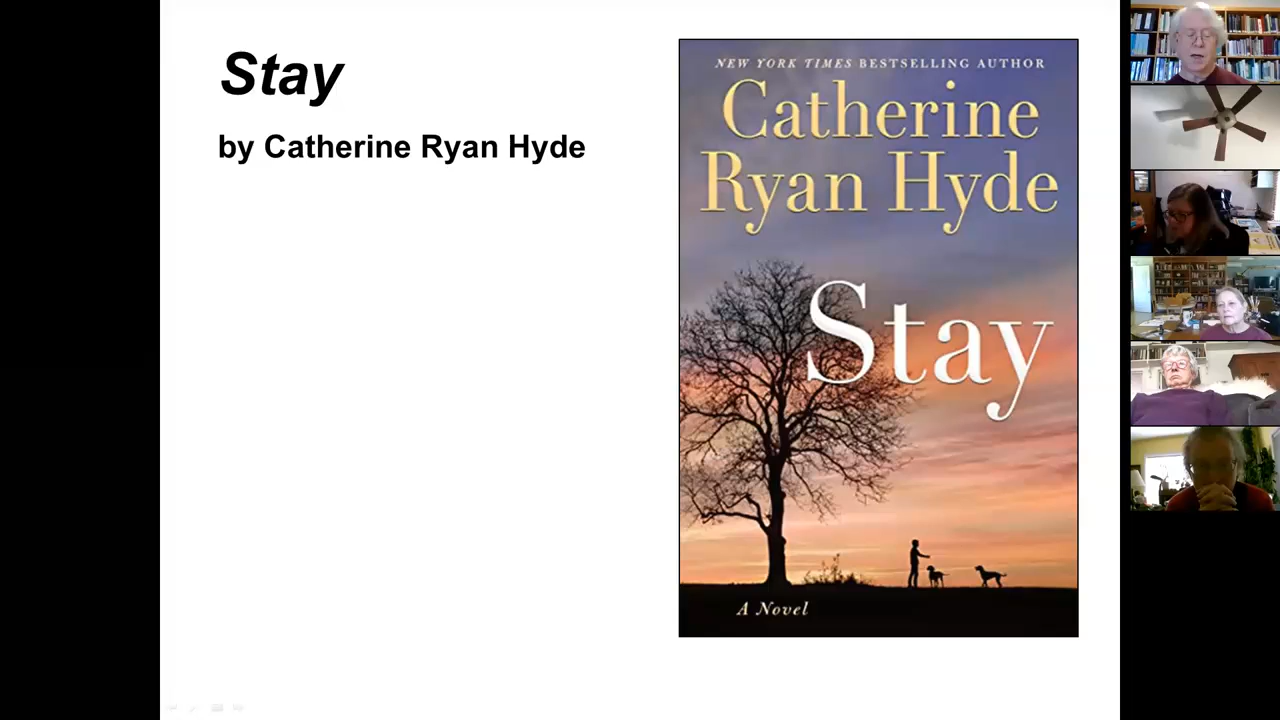 Stay
by Catherine Ryan Hyde
NEW YORK TIMES BESTSELLING AUTHOR
Catherine
Ryan Hyde
Stay
A Novel